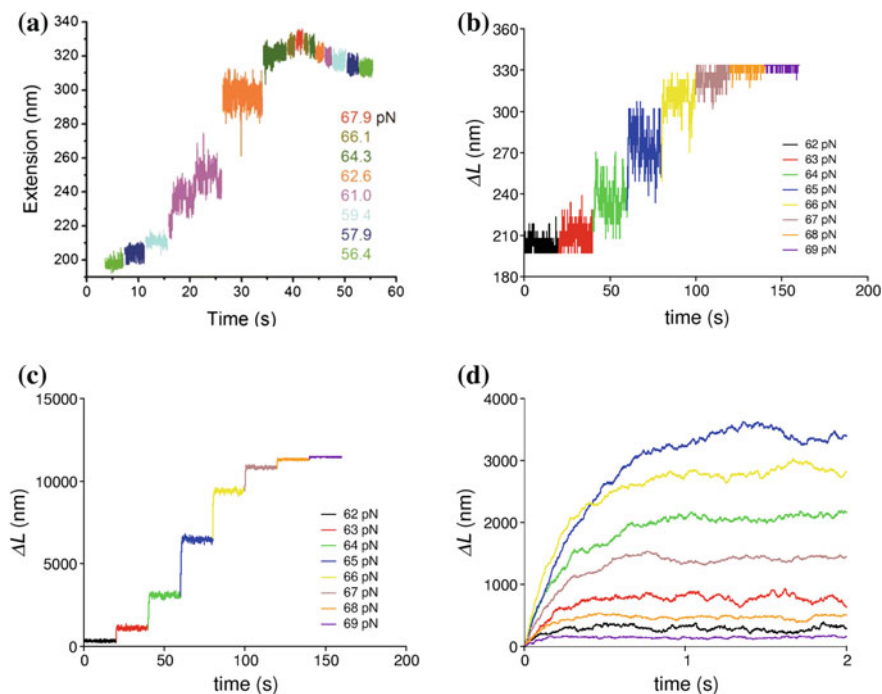 (a)
Extension (nm)
340
320
300
280
260
240
220
200
67.9 pN
66.1
64.3
62.6
61.0
59.4
57.9
56.4
0
10
20
30
40
50
60
Time (s)
(b)
ΔL (nm)
360
330
300
270
240
210
180
62 pN
63 pN
64 pN
65 pN
66 pN
67 pN
68 pN
69 pN
0
100
200
time (s)
(c)
ΔL (nm)
15000
10000
5000
0
62 pN
63 pN
64 pN
65 pN
66 pN
67 pN
68 pN
69 pN
0
50
100
150
200
time (s)
(d)
ΔL (nm)
4000
3000
2000
1000
0
0
1
2
time (s)